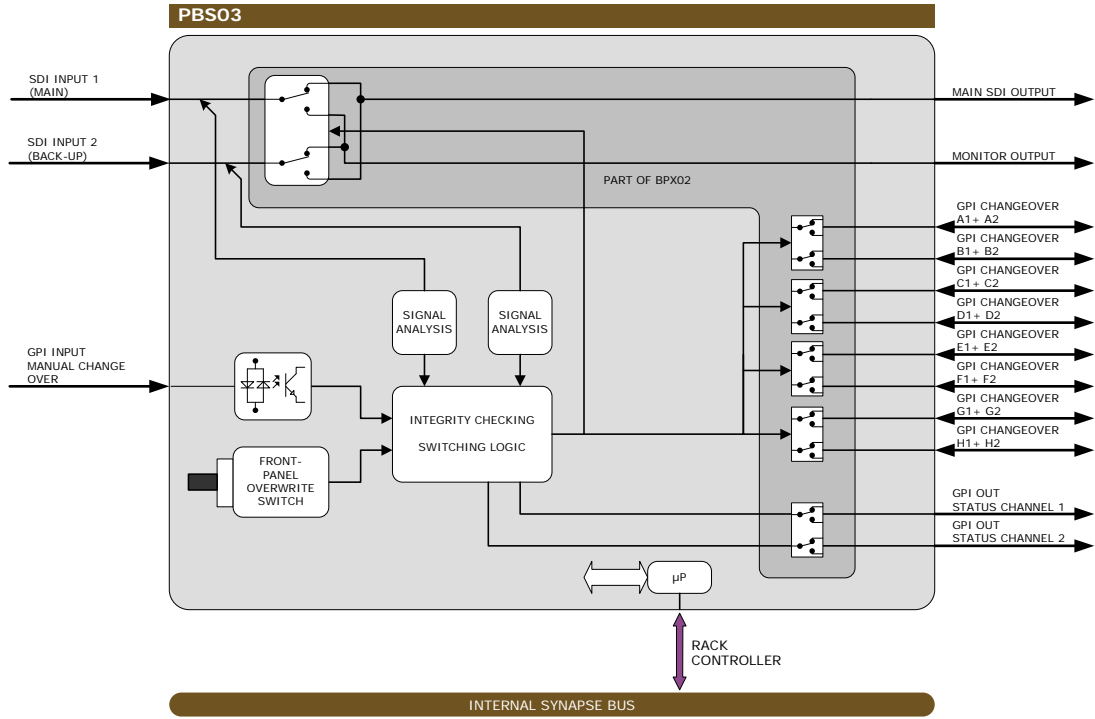 PBS03
SDI INPUT 1
(MAIN)
SDI INPUT 2
(BACK-UP)
GPI INPUT
MANUAL CHANGE
OVER
PART OF BPX02
SIGNAL
ANALYSIS
SIGNAL
ANALYSIS
INTEGRITY CHECKING
SWITCHING LOGIC
FRONT-
PANEL
OVERWRITE
SWITCH
MAIN SDI OUTPUT
MONITOR OUTPUT
GPI CHANGEOVER
A1+ A2
GPI CHANGEOVER
B1+ B2
GPI CHANGEOVER
C1+ C2
GPI CHANGEOVER
D1+ D2
GPI CHANGEOVER
E1+ E2
GPI CHANGEOVER
F1+ F2
GPI CHANGEOVER
G1+ G2
GPI CHANGEOVER
H1+ H2
GPI OUT
STATUS CHANNEL 1
GPI OUT
STATUS CHANNEL 2
µP
RACK
CONTROLLER
INTERNAL SYNAPSE BUS